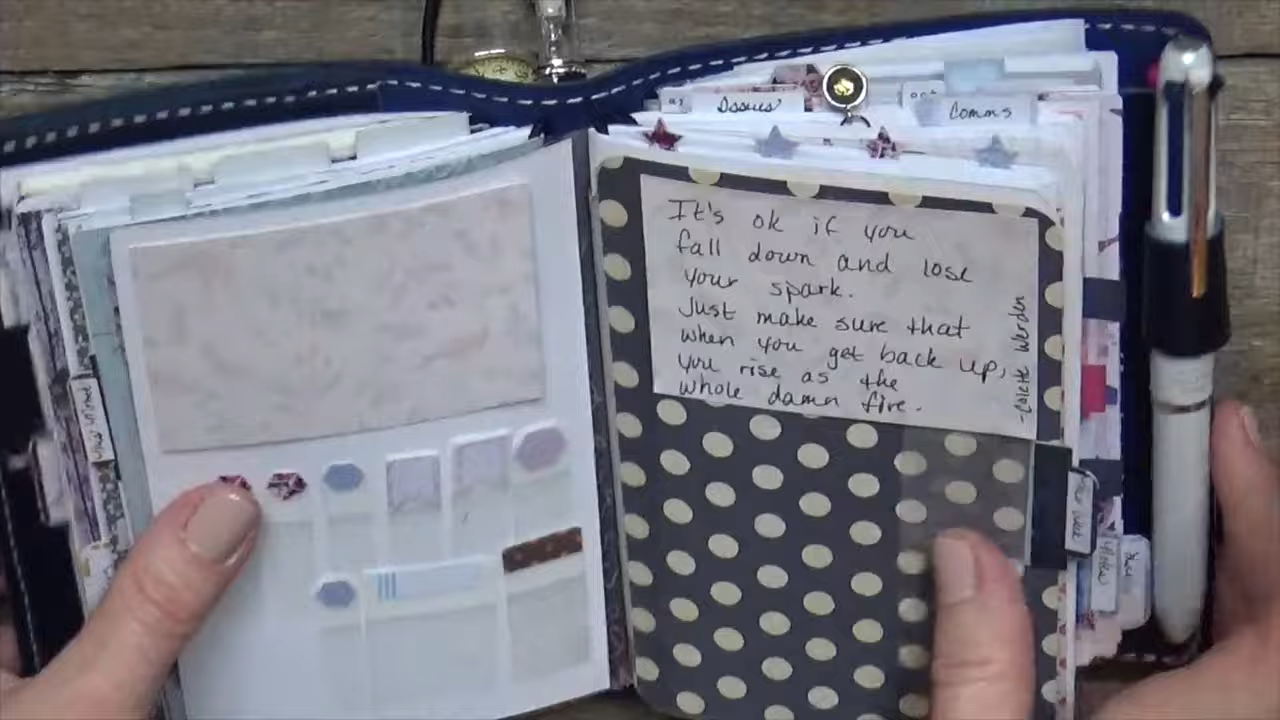 Issues
Comms
It's ok if you
fall down and lose
your spark.
Just make sure that
when you get back up,
you rise as the
whole damn fire.
-Colette Werden